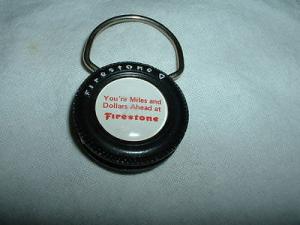 Firestone
You're Miles and
Dollars Ahead at
Firestone